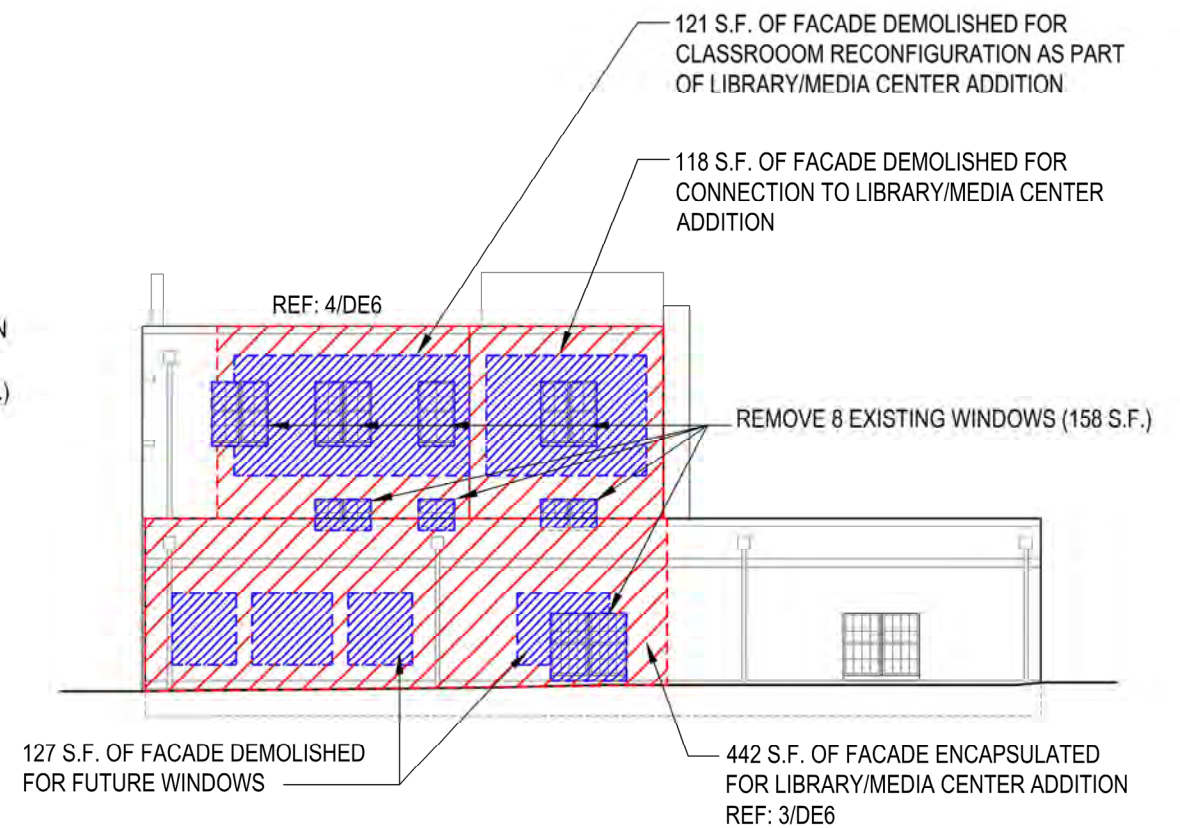 121 S.F. OF FACADE DEMOLISHED FOR
CLASSROOOM RECONFIGURATION AS PART
OF LIBRARY/MEDIA CENTER ADDITION
118 S.F. OF FACADE DEMOLISHED FOR
CONNECTION TO LIBRARY/MEDIA CENTER
ADDITION
REF: 4/DE6
N
.)
REMOVE 8 EXISTING WINDOWS (158 S.F.)
127 S.F. OF FACADE DEMOLISHED
FOR FUTURE WINDOWS
442 S.F. OF FACADE ENCAPSULATED
FOR LIBRARY/MEDIA CENTER ADDITION
REF: 3/DE6